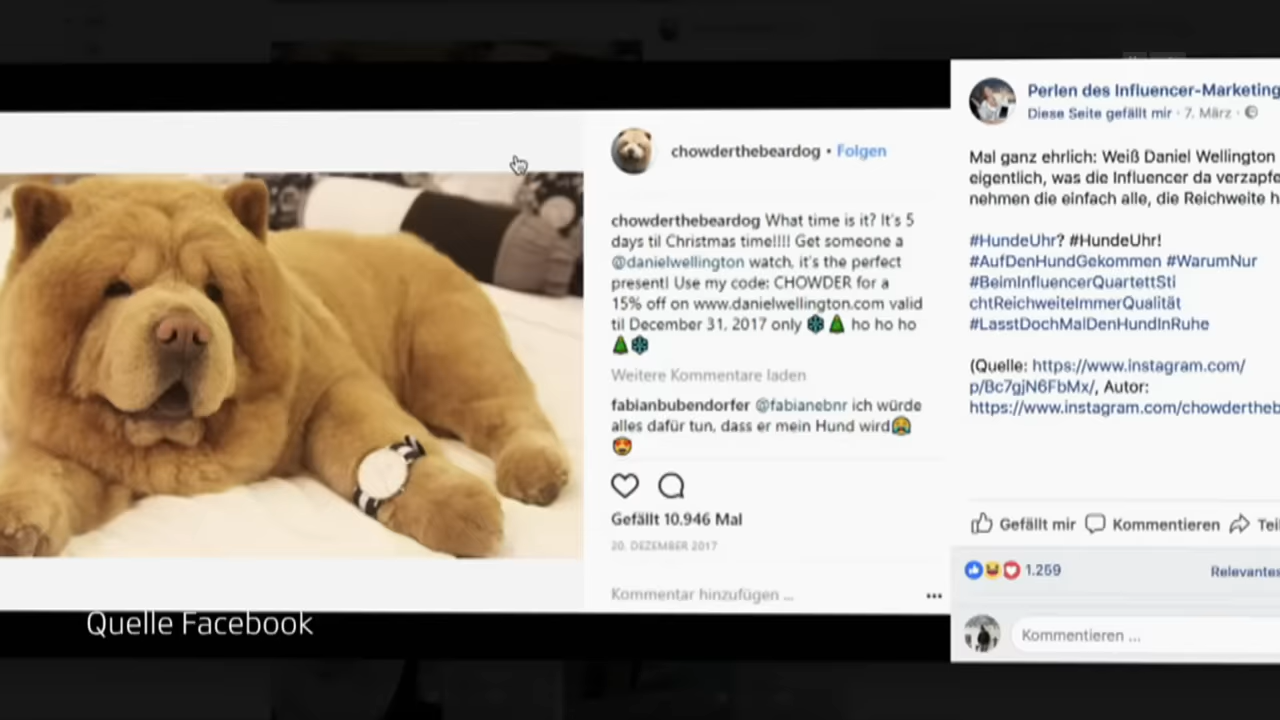 chowderthebeardog • Folgen
chowderthebeardog What time is it? It's 5
days til Christmas time!!!! Get someone a
@danielwellington watch, it's the perfect
present! Use my code: CHOWDER for a
15% off on www.danielwellington.com valid
til December 31, 2017 only ❄️🎄 ho ho ho
🎄❄️
Weitere Kommentare laden
fabianbubendorfer @fabianebnr ich würde
alles dafür tun, dass er mein Hund wird😭
😍
Gefällt 10.946 Mal
20. DEZEMBER 2017
Kommentar hinzufügen ...
Perlen des Influencer-Marketing
Diese Seite gefällt mir · 7. März ·
Mal ganz ehrlich: Weiß Daniel Wellington
eigentlich, was die Influencer da verzapfe
nehmen die einfach alle, die Reichweite h
#HundeUhr? #HundeUhr!
#AufDenHundGekommen #WarumNur
#BeimInfluencerQuartettSti
chtReichweiteImmerQualität
#LasstDochMalDenHundInRuhe
(Quelle: https://www.instagram.com/
p/Bc7gjN6FbMx/, Autor:
https://www.instagram.com/chowdertheb
Gefällt mir Kommentieren Tei
1.259 Relevantes
Kommentieren ...
Quelle Facebook